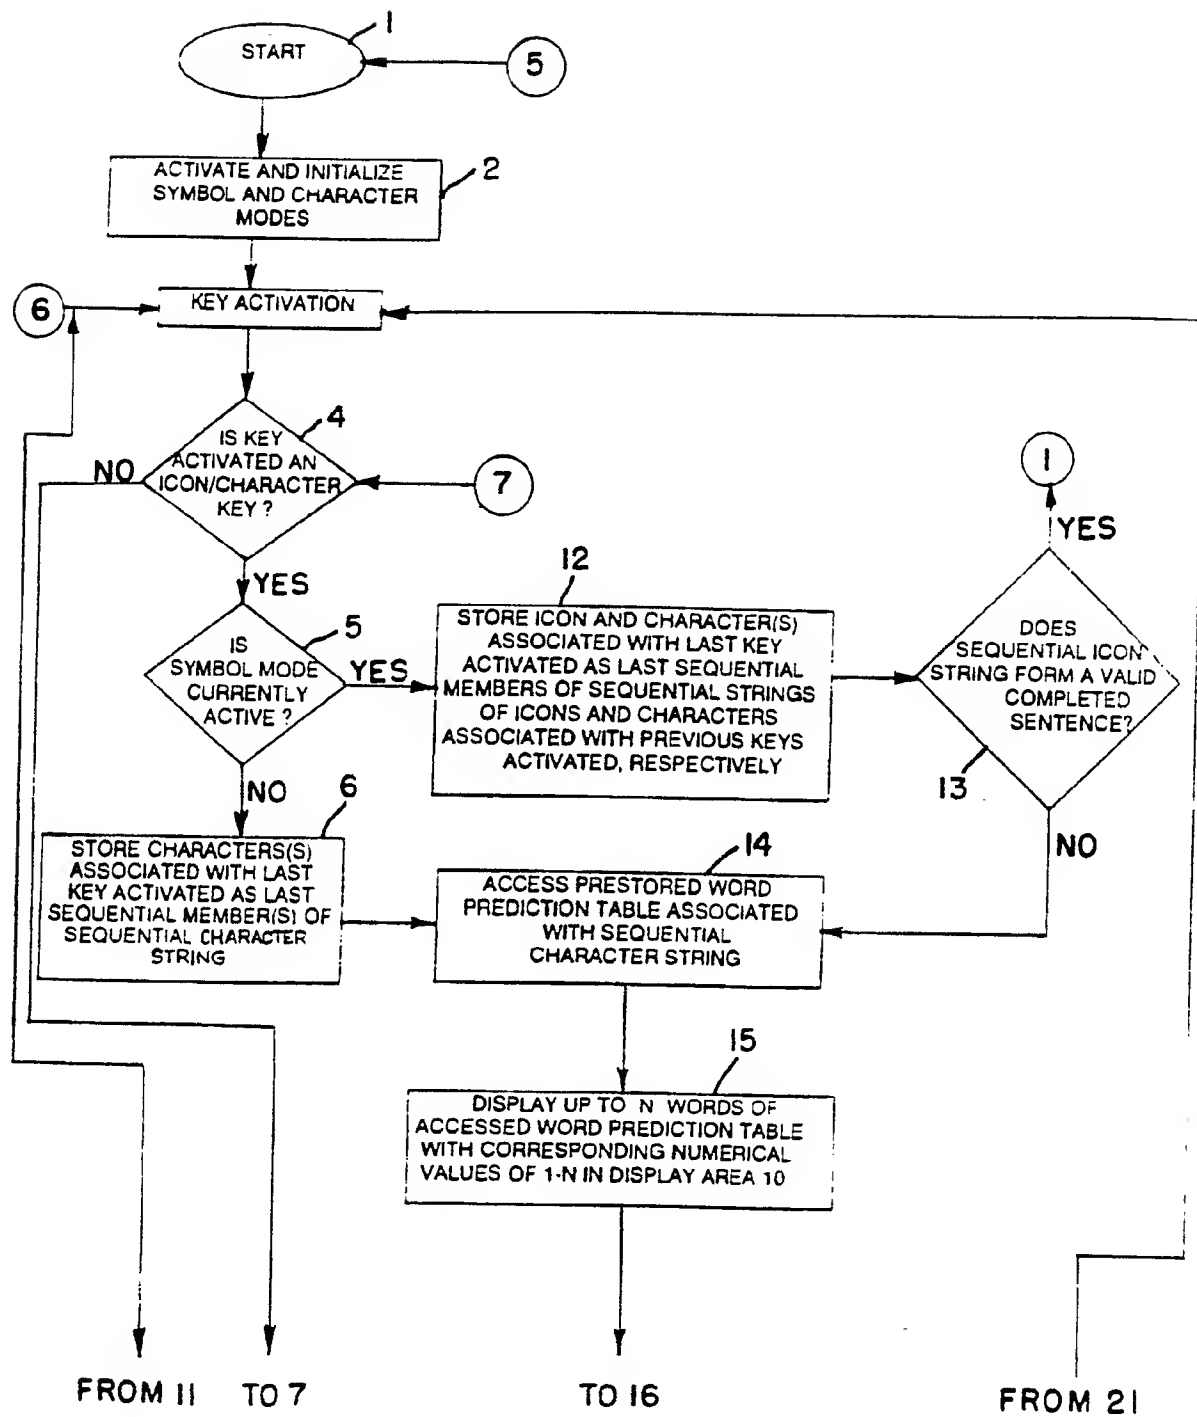 1
START
5
2
ACTIVATE AND INITIALIZE
SYMBOL AND CHARACTER
MODES
6
KEY ACTIVATION
4
IS KEY
ACTIVATED AN
ICON/CHARACTER
KEY ?
NO
7
1
YES
YES
12
5
IS
SYMBOL MODE
CURRENTLY
ACTIVE ?
YES
STORE ICON AND CHARACTER(S)
ASSOCIATED WITH LAST KEY
ACTIVATED AS LAST SEQUENTIAL
MEMBERS OF SEQUENTIAL STRINGS
OF ICONS AND CHARACTERS
ASSOCIATED WITH PREVIOUS KEYS
ACTIVATED, RESPECTIVELY
DOES
SEQUENTIAL ICON
STRING FORM A VALID
COMPLETED
SENTENCE?
13
NO
NO
6
STORE CHARACTERS(S)
ASSOCIATED WITH LAST
KEY ACTIVATED AS LAST
SEQUENTIAL MEMBER(S) OF
SEQUENTIAL CHARACTER
STRING
14
ACCESS PRESTORED WORD
PREDICTION TABLE ASSOCIATED
WITH SEQUENTIAL
CHARACTER STRING
15
DISPLAY UP TO N WORDS OF
ACCESSED WORD PREDICTION TABLE
WITH CORRESPONDING NUMERICAL
VALUES OF 1-N IN DISPLAY AREA 10
FROM 11
TO 7
TO 16
FROM 21